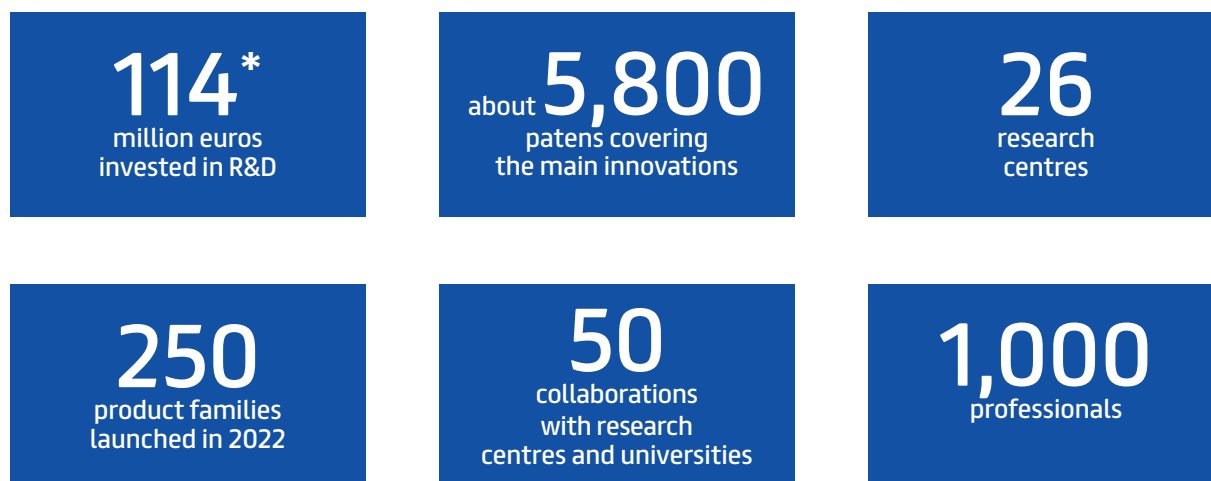 114*
million euros
invested in R&D
about 5,800
patens covering
the main innovations
26
research
centres
250
product families
launched in 2022
50
collaborations
with research
centres and universities
1,000
professionals